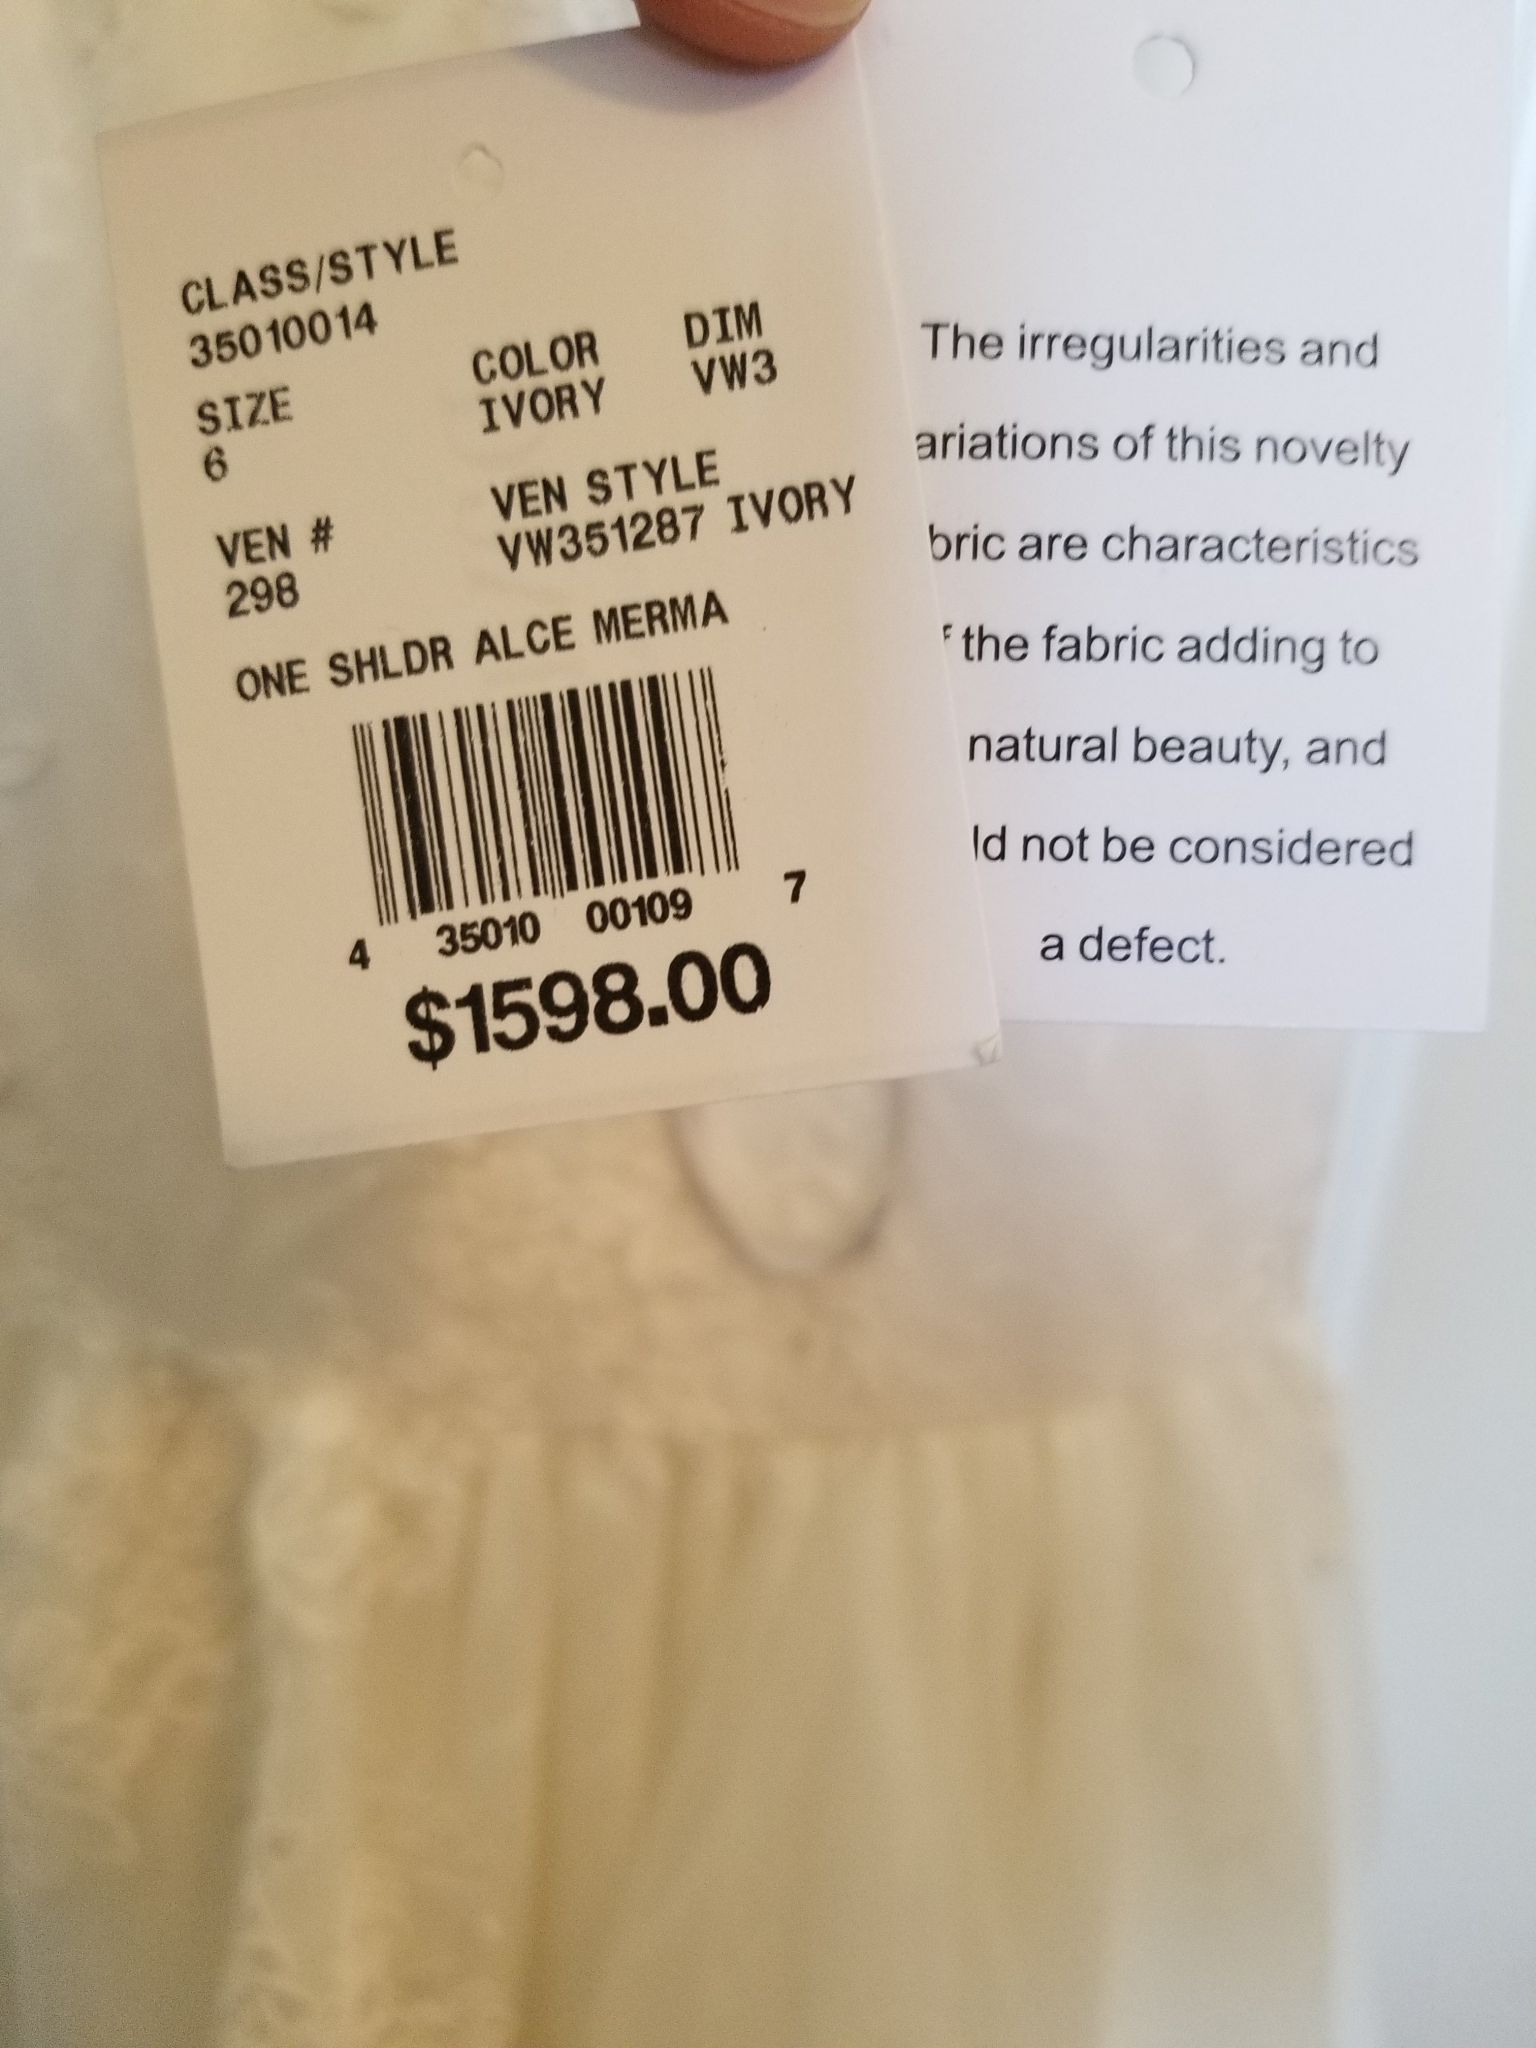 CLASS/STYLE
35010014
SIZE COLOR DIM
6 IVORY VW3
VEN # VEN STYLE
298 VW351287 IVORY
ONE SHLDR ALCE MERMA
4 35010 00109 7
$1598.00
The irregularities and
ariations of this novelty
bric are characteristics
f the fabric adding to
natural beauty, and
ld not be considered
a defect.